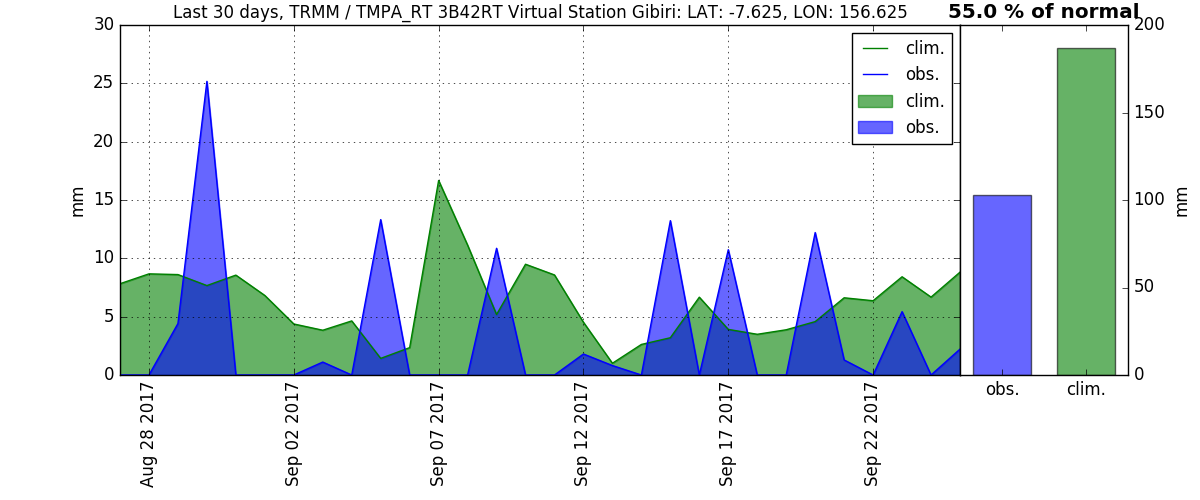 Last 30 days, TRMM / TMPA_RT 3B42RT Virtual Station Gibiri: LAT: -7.625, LON: 156.625
55.0 % of normal
30
25
20
15
10
5
0
mm
clim.
obs.
clim.
obs.
200
150
100
50
0
mm
Aug 28 2017
Sep 02 2017
Sep 07 2017
Sep 12 2017
Sep 17 2017
Sep 22 2017
obs.
clim.